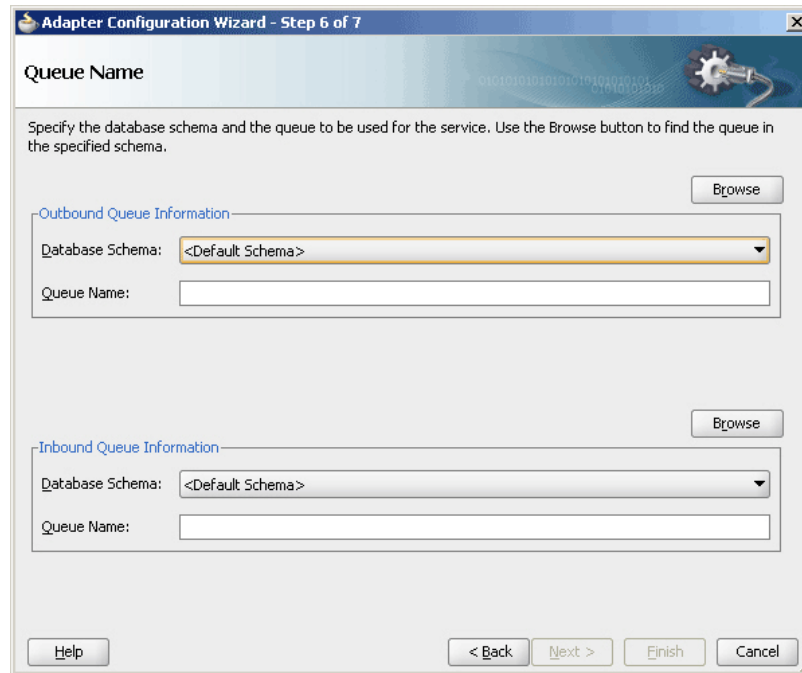 Adapter Configuration Wizard - Step 6 of 7
Queue Name
Specify the database schema and the queue to be used for the service. Use the Browse button to find the queue in
the specified schema.
Browse
Outbound Queue Information
Database Schema: <Default Schema>
Queue Name:
Browse
Inbound Queue Information
Database Schema: <Default Schema>
Queue Name:
Help < Back Next > Finish Cancel